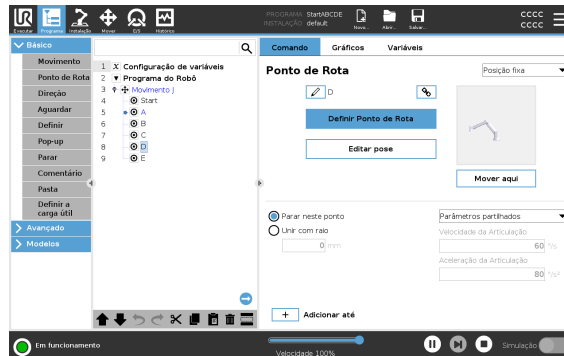 UR
Executar
Programa
Instalação
Mover
E/S
Histórico
PROGRAMA StartABCDE
INSTALAÇÃO default
Novo...
Abrir...
Salvar...
CCCC
CCCC
Básico
Movimento
Ponto de Rota
Direção
Aguardar
Definir
Pop-up
Parar
Comentário
Pasta
Definir a
carga útil
Avançado
Modelos
1 X Configuração de variáveis
2 Programa do Robô
3 Movimento J
4 Start
5 A
6 B
7 C
8 D
9 E
Comando Gráficos Variáveis
Ponto de Rota
Posição fixa
D
Definir Ponto de Rota
Editar pose
Mover aqui
Parar neste ponto
Unir com raio
0 mm
Parâmetros partilhados
Velocidade da Articulação
60 °/s
Aceleração da Articulação
80 °/s²
+ Adicionar até
Em funcionamento
Velocidade 100%
Simulação